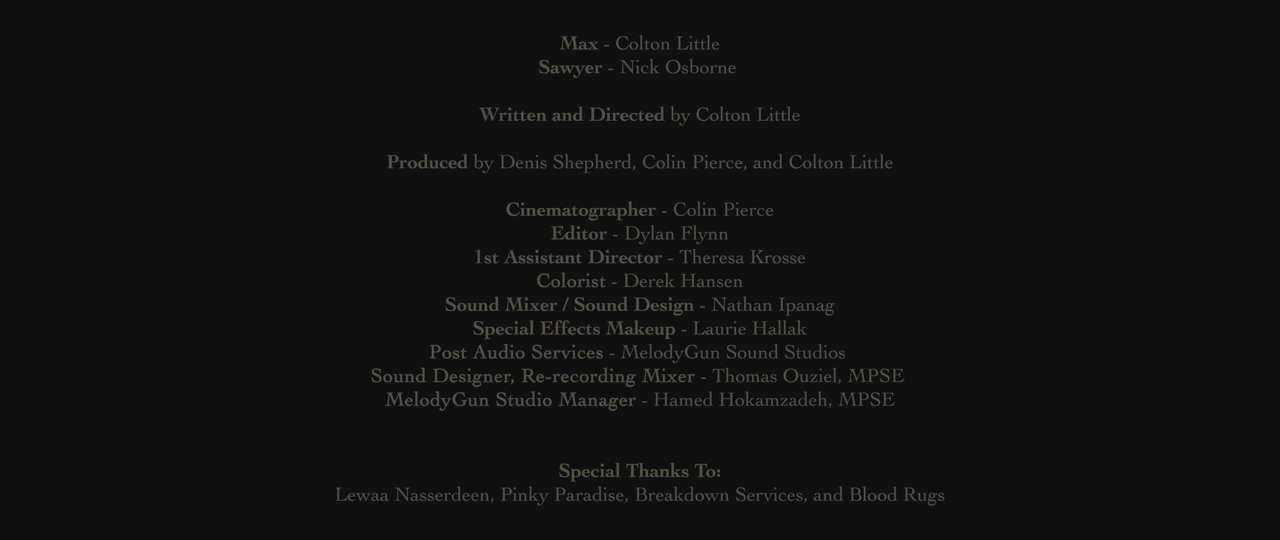 Max - Colton Little
Sawyer - Nick Osborne
Written and Directed by Colton Little
Produced by Denis Shepherd, Colin Pierce, and Colton Little
Cinematographer - Colin Pierce
Editor - Dylan Flynn
1st Assistant Director - Theresa Krosse
Colorist - Derek Hansen
Sound Mixer / Sound Design - Nathan Ipanag
Special Effects Makeup - Laurie Hallak
Post Audio Services - MelodyGun Sound Studios
Sound Designer, Re-recording Mixer - Thomas Ouziel, MPSE
MelodyGun Studio Manager - Hamed Hokamzadeh, MPSE
Special Thanks To:
Lewaa Nasserdeen, Pinky Paradise, Breakdown Services, and Blood Rugs